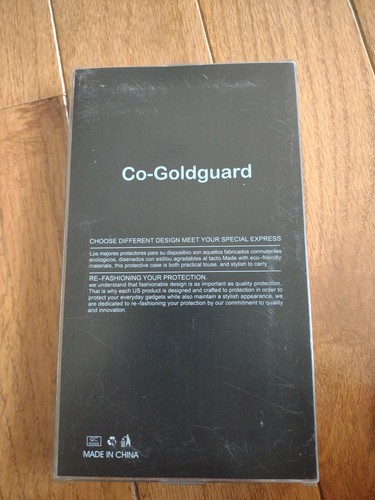 Co-Goldguard
CHOOSE DIFFERENT DESIGN MEET YOUR SPECIAL EXPRESS
Los mejores protectores para su dispositivo son aquellos fabricados conmateriles
ecologicos, disenados con estilou agradables al tacto.Made with eco-friendly
materials, this protective case is both practical touse, and stylish to carry
RE-FASHIONING YOUR PROTECTION.
we understand that fashionable design is as important as quality protection.
That is why each US product is designed and crafted to protection in order to
protect your everyday gadgets while also maintain a stylish appearance, we
are dedicated to re-fashioning your protection by our commitment to quality
and innovation.
QC
MADE IN CHINA